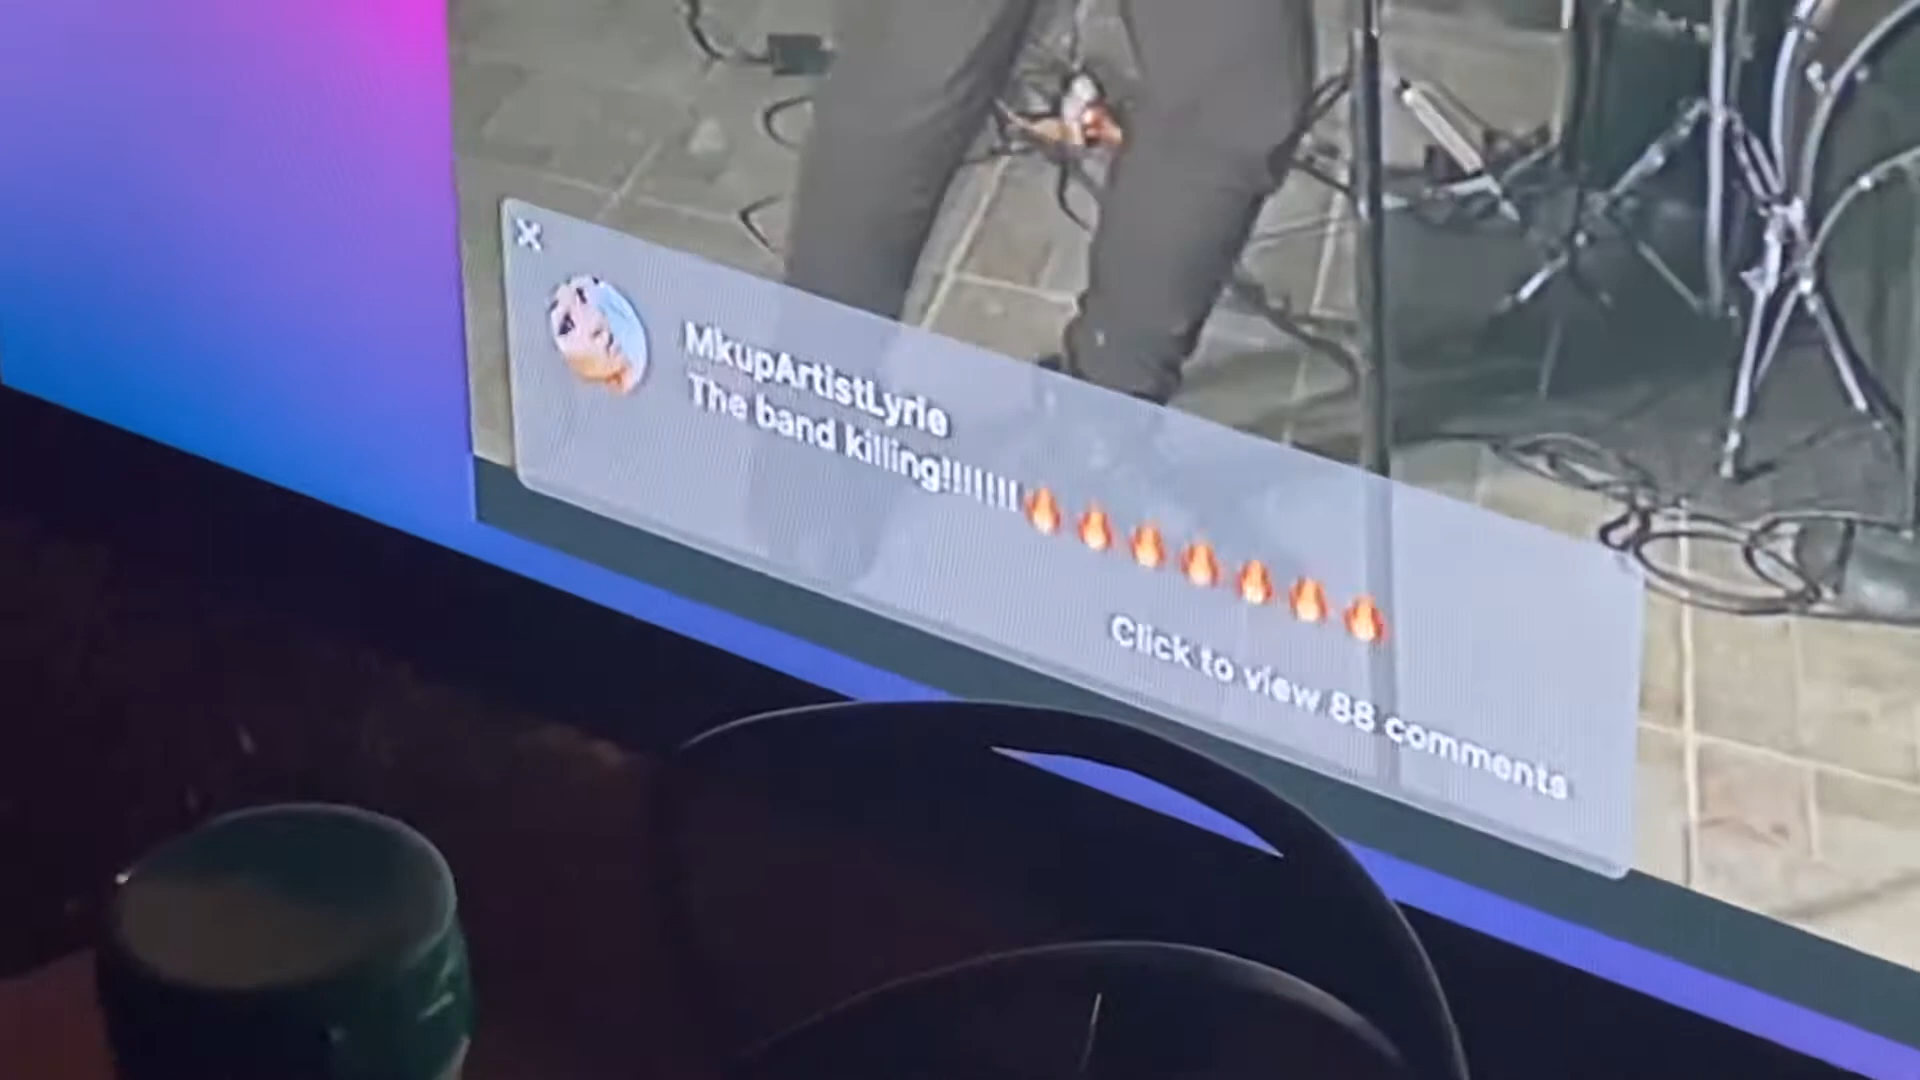 MkupArtistLyrie
The band killing!!!!!!!!🔥🔥🔥🔥🔥🔥🔥
Click to view 88 comments